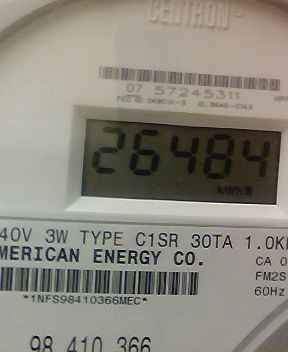 CENTRON
07 57245311
26484
kWh
40V 3W TYPE C1SR 30TA 1.0K
MERICAN ENERGY CO.
CA 0
FM2S
60Hz
*1NFS98410366MEC*
98 410 366